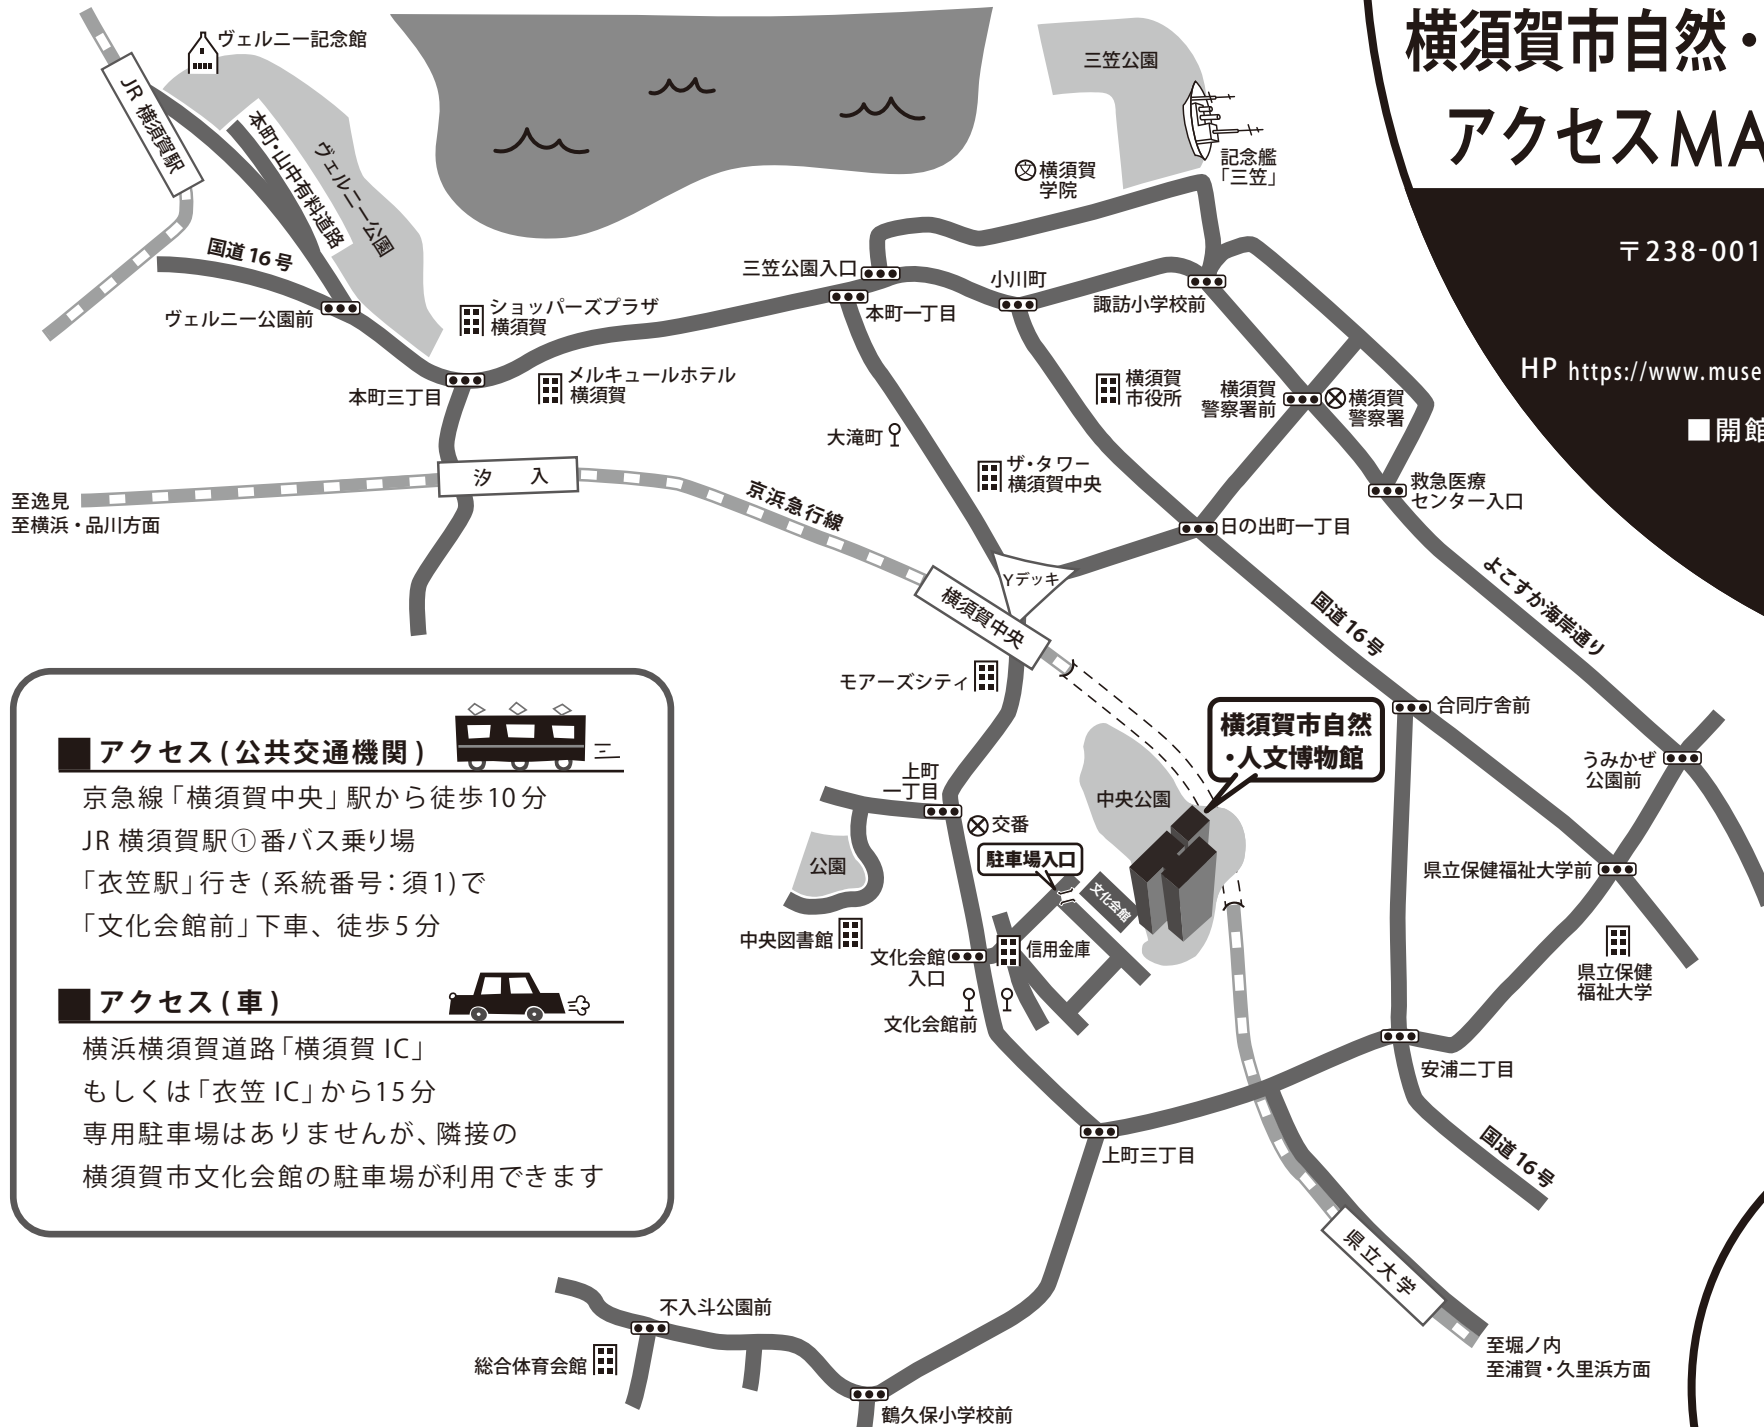 横須賀市自然・
アクセスMA
〒238-001
HP https://www.muse
■開館
ヴェルニー記念館
JR 横須賀駅
本町・山中有料道路
ヴェルニー公園
国道16号
ヴェルニー公園前
三笠公園
記念艦
「三笠」
横須賀
学院
三笠公園入口
小川町
本町一丁目
諏訪小学校前
ショッパーズプラザ
横須賀
メルキュールホテル
横須賀
本町三丁目
大滝町
横須賀
市役所
横須賀
警察署前
横須賀
警察署
ザ・タワー
横須賀中央
救急医療
センター入口
汐 入
至逸見
至横浜・品川方面
京浜急行線
日の出町一丁目
Yデッキ
横須賀中央
よこすか海岸通り
国道16号
モアーズシティ
合同庁舎前
横須賀市自然
・人文博物館
うみかぜ
公園前
中央公園
上町
一丁目
交番
駐車場入口
公園
文化会館
県立保健福祉大学前
中央図書館
文化会館
入口
信用金庫
県立保健
福祉大学
文化会館前
安浦二丁目
国道16号
上町三丁目
県立大学
至堀ノ内
至浦賀・久里浜方面
不入斗公園前
総合体育会館
鶴久保小学校前
■アクセス(公共交通機関)
京急線「横須賀中央」駅から徒歩10分
JR 横須賀駅①番バス乗り場
「衣笠駅」行き(系統番号：須1)で
「文化会館前」下車、徒歩5分
■アクセス(車)
横浜横須賀道路「横須賀 IC」
もしくは「衣笠 IC」から15分
専用駐車場はありませんが、隣接の
横須賀市文化会館の駐車場が利用できます